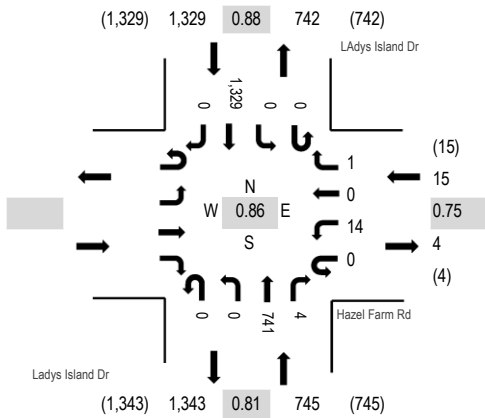 (1,329) 1,329 0.88 742 (742)
LAdys Island Dr
0 1,329 0 0
(15)
1
15
N
0
W 0.86 E
0.75
14
S
4
0
(4)
0 0 741 4
Hazel Farm Rd
Ladys Island Dr
(1,343) 1,343 0.81 745 (745)